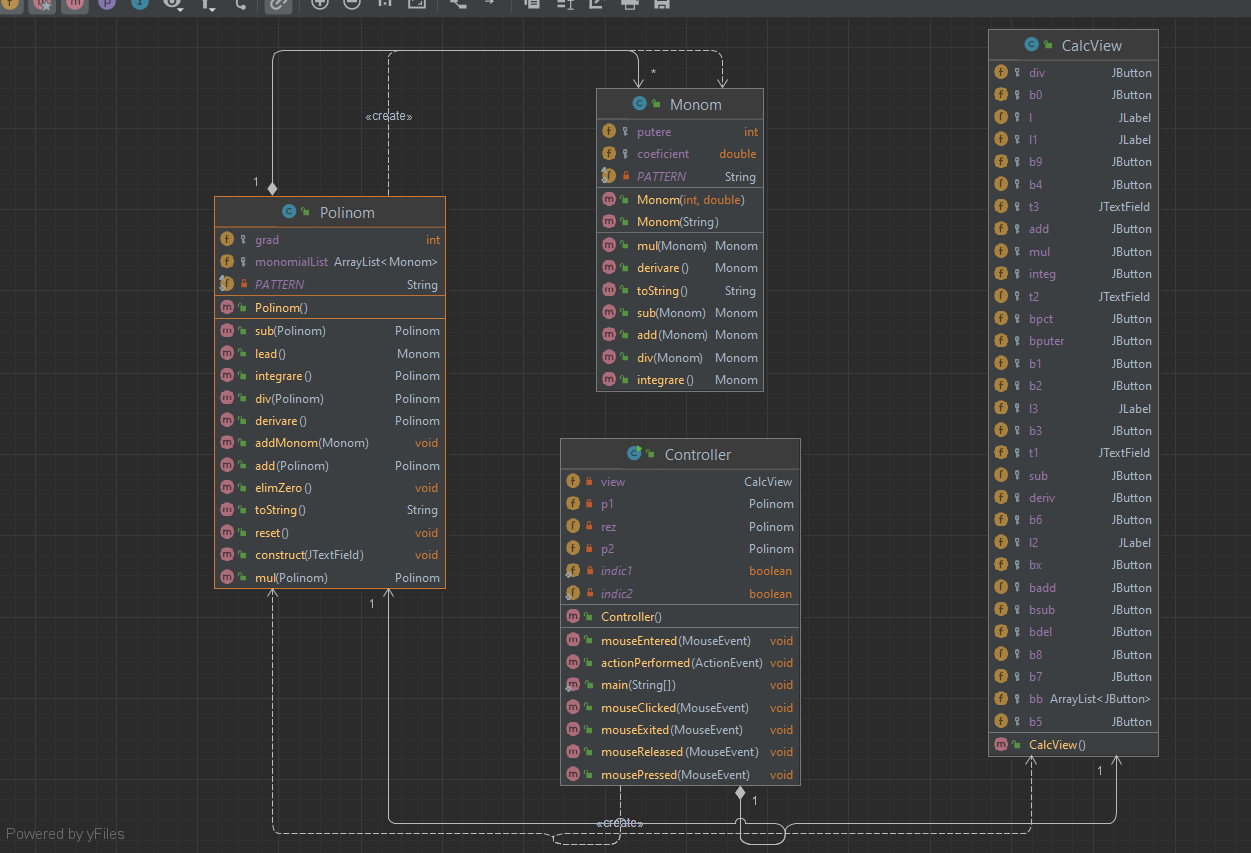 CalcView
div JButton
b0 JButton
l JLabel
l1 JLabel
b9 JButton
b4 JButton
t3 JTextField
add JButton
mul JButton
integ JButton
t2 JTextField
bpct JButton
bputer JButton
b1 JButton
b2 JButton
l3 JLabel
b3 JButton
t1 JTextField
sub JButton
deriv JButton
b6 JButton
l2 JLabel
bx JButton
badd JButton
bsub JButton
bdel JButton
b8 JButton
b7 JButton
bb ArrayList<JButton>
b5 JButton
CalcView()
1
*
Monom
putere int
coeficient double
PATTERN String
Monom(int, double)
Monom(String)
mul(Monom) Monom
derivare() Monom
toString() String
sub(Monom) Monom
add(Monom) Monom
div(Monom) Monom
integrare() Monom
«create»
1
Polinom
grad int
monomialList ArrayList<Monom>
PATTERN String
Polinom()
sub(Polinom) Polinom
lead() Monom
integrare() Polinom
div(Polinom) Polinom
derivare() Polinom
addMonom(Monom) void
add(Polinom) Polinom
elimZero() void
toString() String
reset() void
construct(JTextField) void
mul(Polinom) Polinom
1
Controller
view CalcView
p1 Polinom
rez Polinom
p2 Polinom
indic1 boolean
indic2 boolean
Controller()
mouseEntered(MouseEvent) void
actionPerformed(ActionEvent) void
main(String[]) void
mouseClicked(MouseEvent) void
mouseExited(MouseEvent) void
mouseReleased(MouseEvent) void
mousePressed(MouseEvent) void
1
«create»
Powered by yFiles